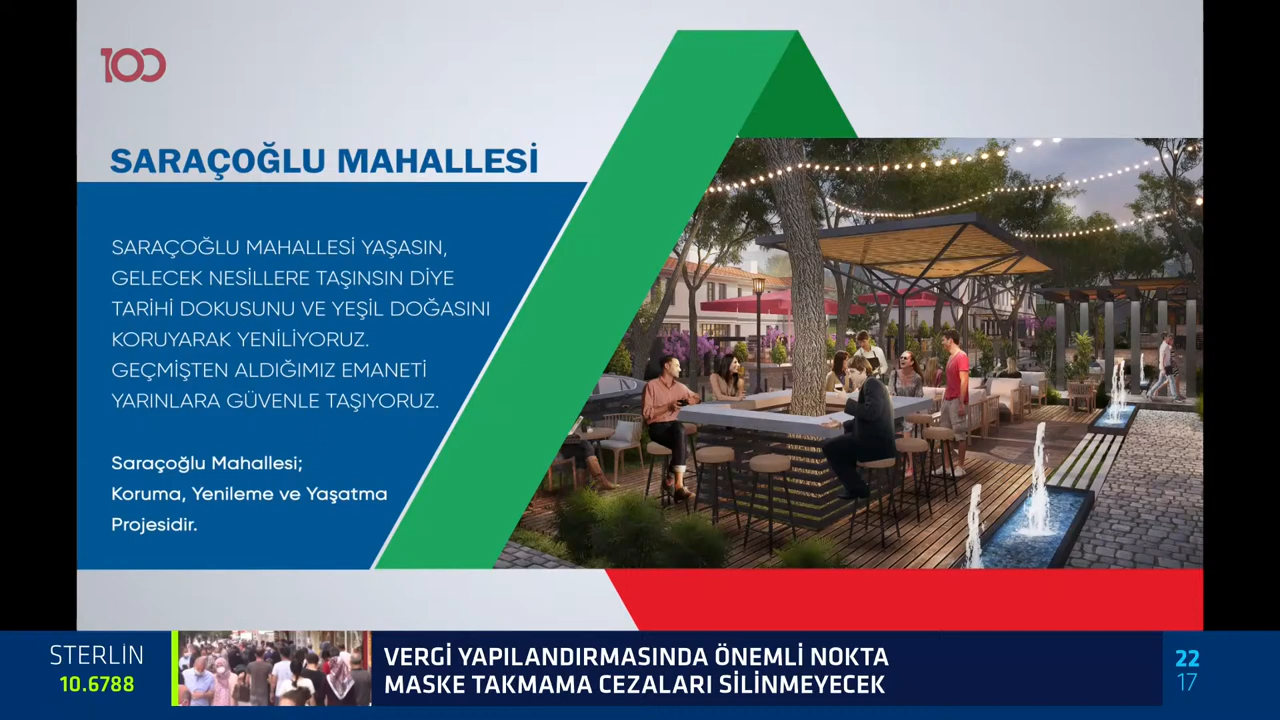 100
SARAÇOĞLU MAHALLESİ
SARAÇOĞLU MAHALLESİ YAŞASIN,
GELECEK NESİLLERE TAŞINSIN DİYE
TARİHİ DOKUSUNU VE YEŞİL DOĞASINI
KORUYARAK YENİLİYORUZ.
GEÇMİŞTEN ALDIĞIMIZ EMANETİ
YARINLARA GÜVENLE TAŞIYORUZ.
Saraçoğlu Mahallesi;
Koruma, Yenileme ve Yaşatma
Projesidir.
STERLİN
10.6788
VERGİ YAPILANDIRMASINDA ÖNEMLİ NOKTA
MASKE TAKMAMA CEZALARI SİLİNMEYECEK
22
17